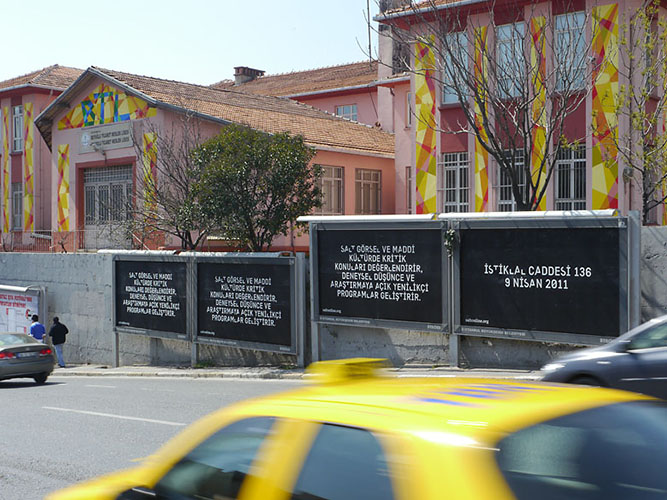 BTL
SALT GÖRSEL VE MADDİ
KÜLTÜRDE KRİTİK
KONULARI DEĞERLENDİRİR,
DENEYSEL DÜŞÜNCE VE
ARAŞTIRMAYA AÇIK YENİLİKÇİ
PROGRAMLAR GELİŞTİRİR.
SALT GÖRSEL VE MADDİ
KÜLTÜRDE KRİTİK
KONULARI DEĞERLENDİRİR,
DENEYSEL DÜŞÜNCE VE
ARAŞTIRMAYA AÇIK YENİLİKÇİ
PROGRAMLAR GELİŞTİRİR.
saltonline.org
SALT GÖRSEL VE MADDİ
KÜLTÜRDE KRİTİK
KONULARI DEĞERLENDİRİR,
DENEYSEL DÜŞÜNCE VE
ARAŞTIRMAYA AÇIK YENİLİKÇİ
PROGRAMLAR GELİŞTİRİR.
saltonline.org
İSTİKLAL CADDESİ 136
9 NİSAN 2011
saltonline.org